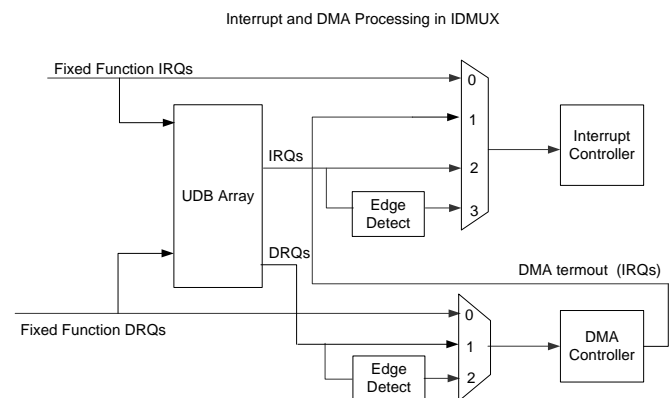 Interrupt and DMA Processing in IDMUX
Fixed Function IRQs
0
1
2
3
Interrupt
Controller
UDB Array
IRQs
Edge
Detect
DRQs
DMA termout (IRQs)
Fixed Function DRQs
0
1
2
Edge
Detect
DMA
Controller